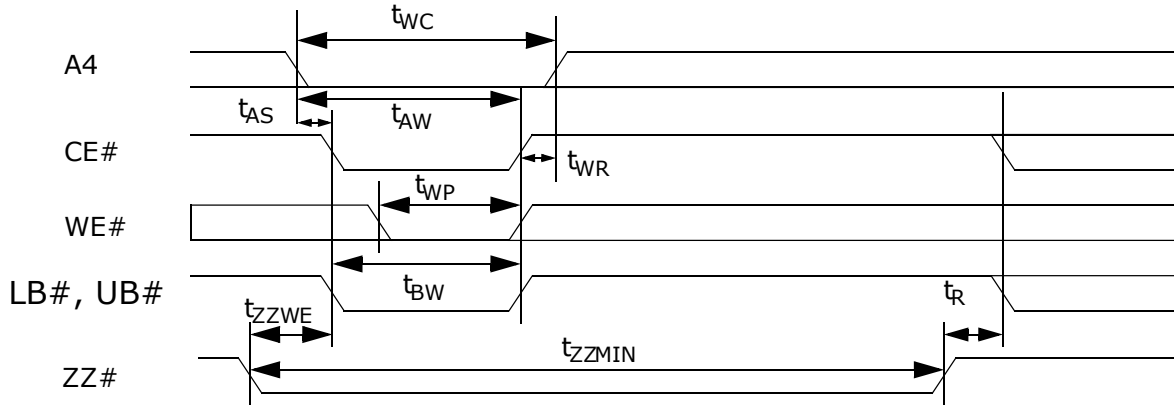 tWC
A4
tAS
tAW
CE#
tWR
tWP
WE#
LB#, UB#
tBW
tR
tZZWE
tZZMIN
ZZ#